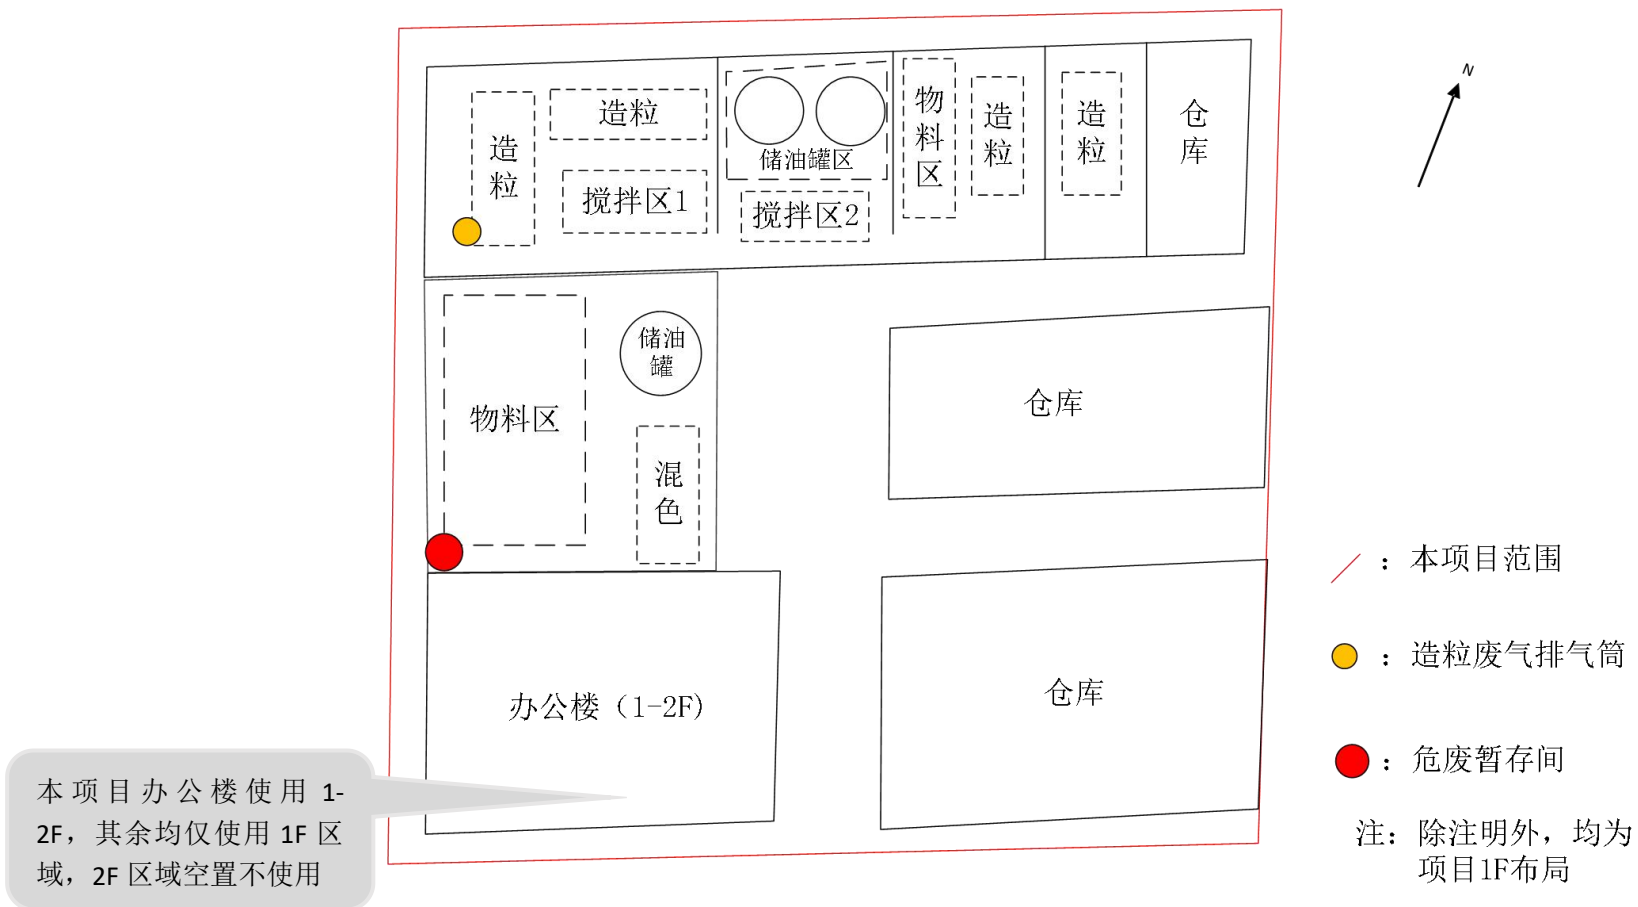 N
造粒
造粒
搅拌区1
储油罐区
搅拌区2
物料区
造粒
造粒
仓库
物料区
储油
罐
混色
仓库
办公楼（1-2F)
仓库
：本项目范围
：造粒废气排气筒
：危废暂存间
注：除注明外，均为
项目1F布局
本项目办公楼使用 1-
2F，其余均仅使用 1F 区
域，2F 区域空置不使用